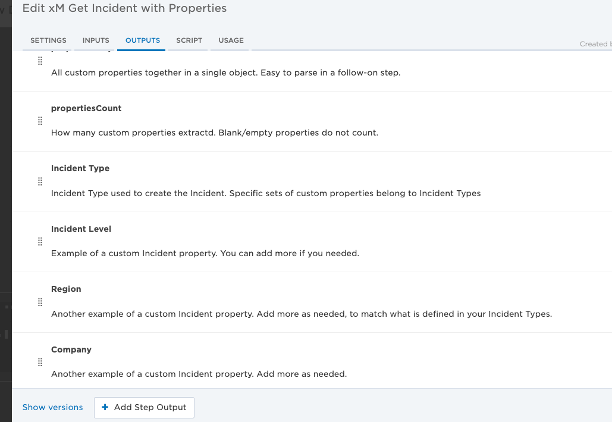 Edit xM Get Incident with Properties
SETTINGS INPUTS OUTPUTS SCRIPT USAGE
Created
All custom properties together in a single object. Easy to parse in a follow-on step.
propertiesCount
How many custom properties extractd. Blank/empty properties do not count.
Incident Type
Incident Type used to create the Incident. Specific sets of custom properties belong to Incident Types
Incident Level
Example of a custom Incident property. You can add more if you needed.
Region
Another example of a custom Incident property. Add more as needed, to match what is defined in your Incident Types.
Company
Another example of a custom Incident property. Add more as needed.
Show versions + Add Step Output